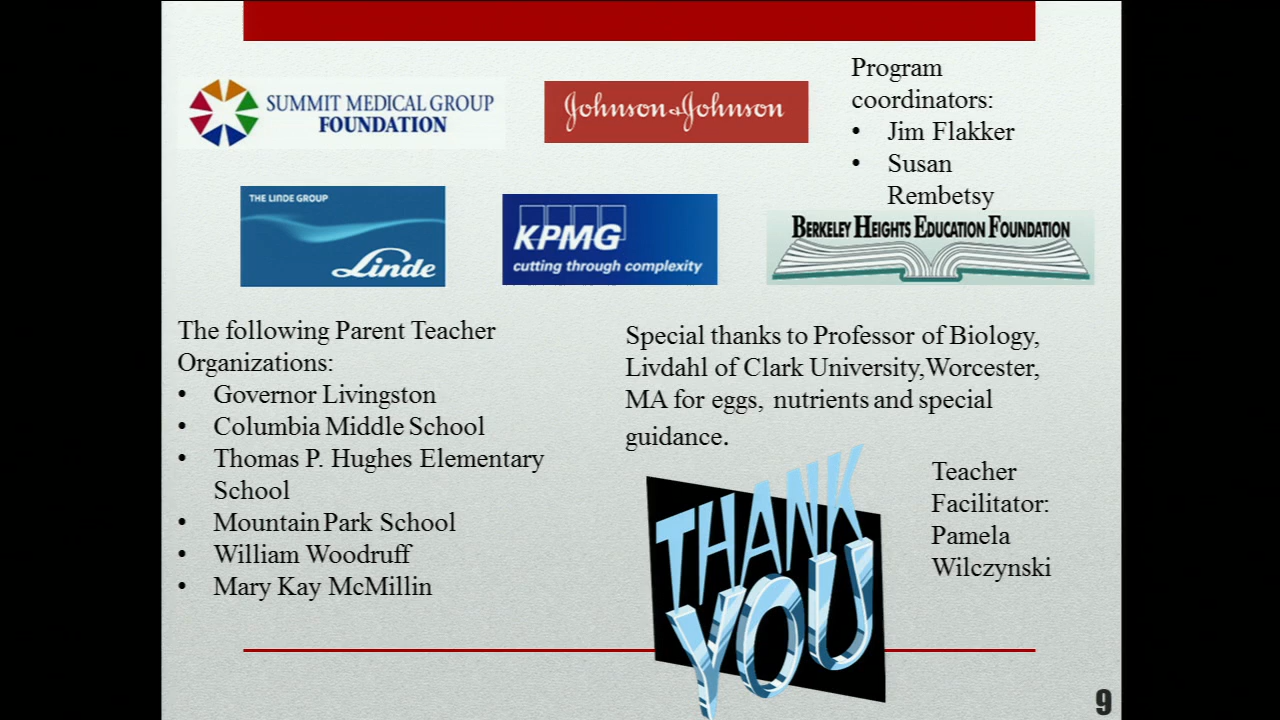 SUMMIT MEDICAL GROUP
FOUNDATION
Johnson & Johnson
Program
coordinators:
• Jim Flakker
• Susan
Rembetsy
THE LINDE GROUP
Linde
KPMG
cutting through complexity
BERKELEY HEIGHTS EDUCATION FOUNDATION
The following Parent Teacher
Organizations:
• Governor Livingston
• Columbia Middle School
• Thomas P. Hughes Elementary
School
• Mountain Park School
• William Woodruff
• Mary Kay McMillin
Special thanks to Professor of Biology,
Livdahl of Clark University,Worcester,
MA for eggs, nutrients and special
guidance.
THANK
YOU
Teacher
Facilitator:
Pamela
Wilczynski
9